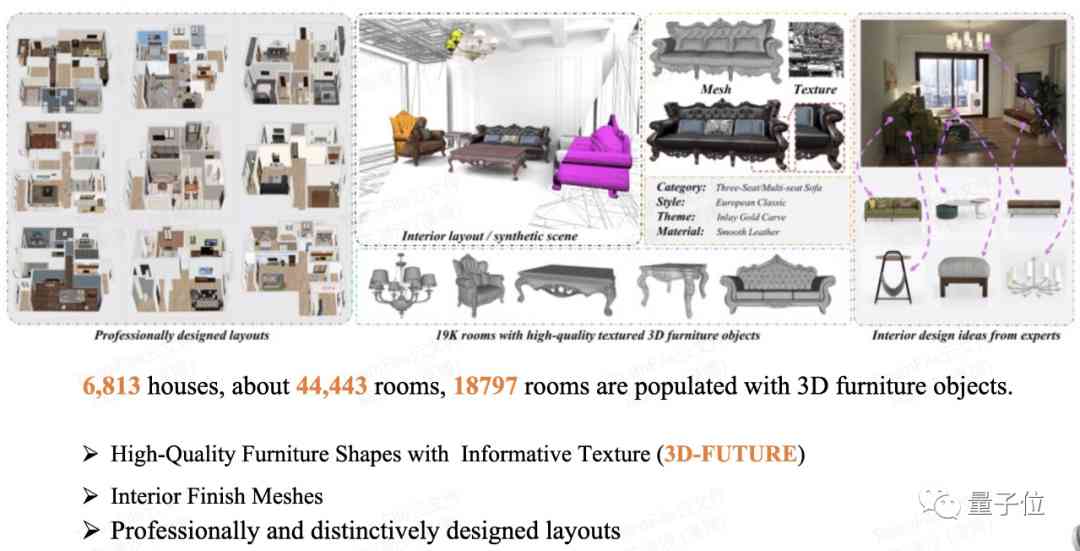 Mesh
Texture
Category: Three-Seat/Multi-seat Sofa
Style: European Classic
Theme: Inlay Gold Carve
Material: Smooth Leather
Interior layout / synthetic scene
Professionally designed layouts
19K rooms with high-quality textured 3D furniture objects
Interior design ideas from experts
6,813 houses, about 44,443 rooms, 18797 rooms are populated with 3D furniture objects.
➢ High-Quality Furniture Shapes with Informative Texture (3D-FUTURE)
➢ Interior Finish Meshes
➢ Professionally and distinctively designed layouts
量子位